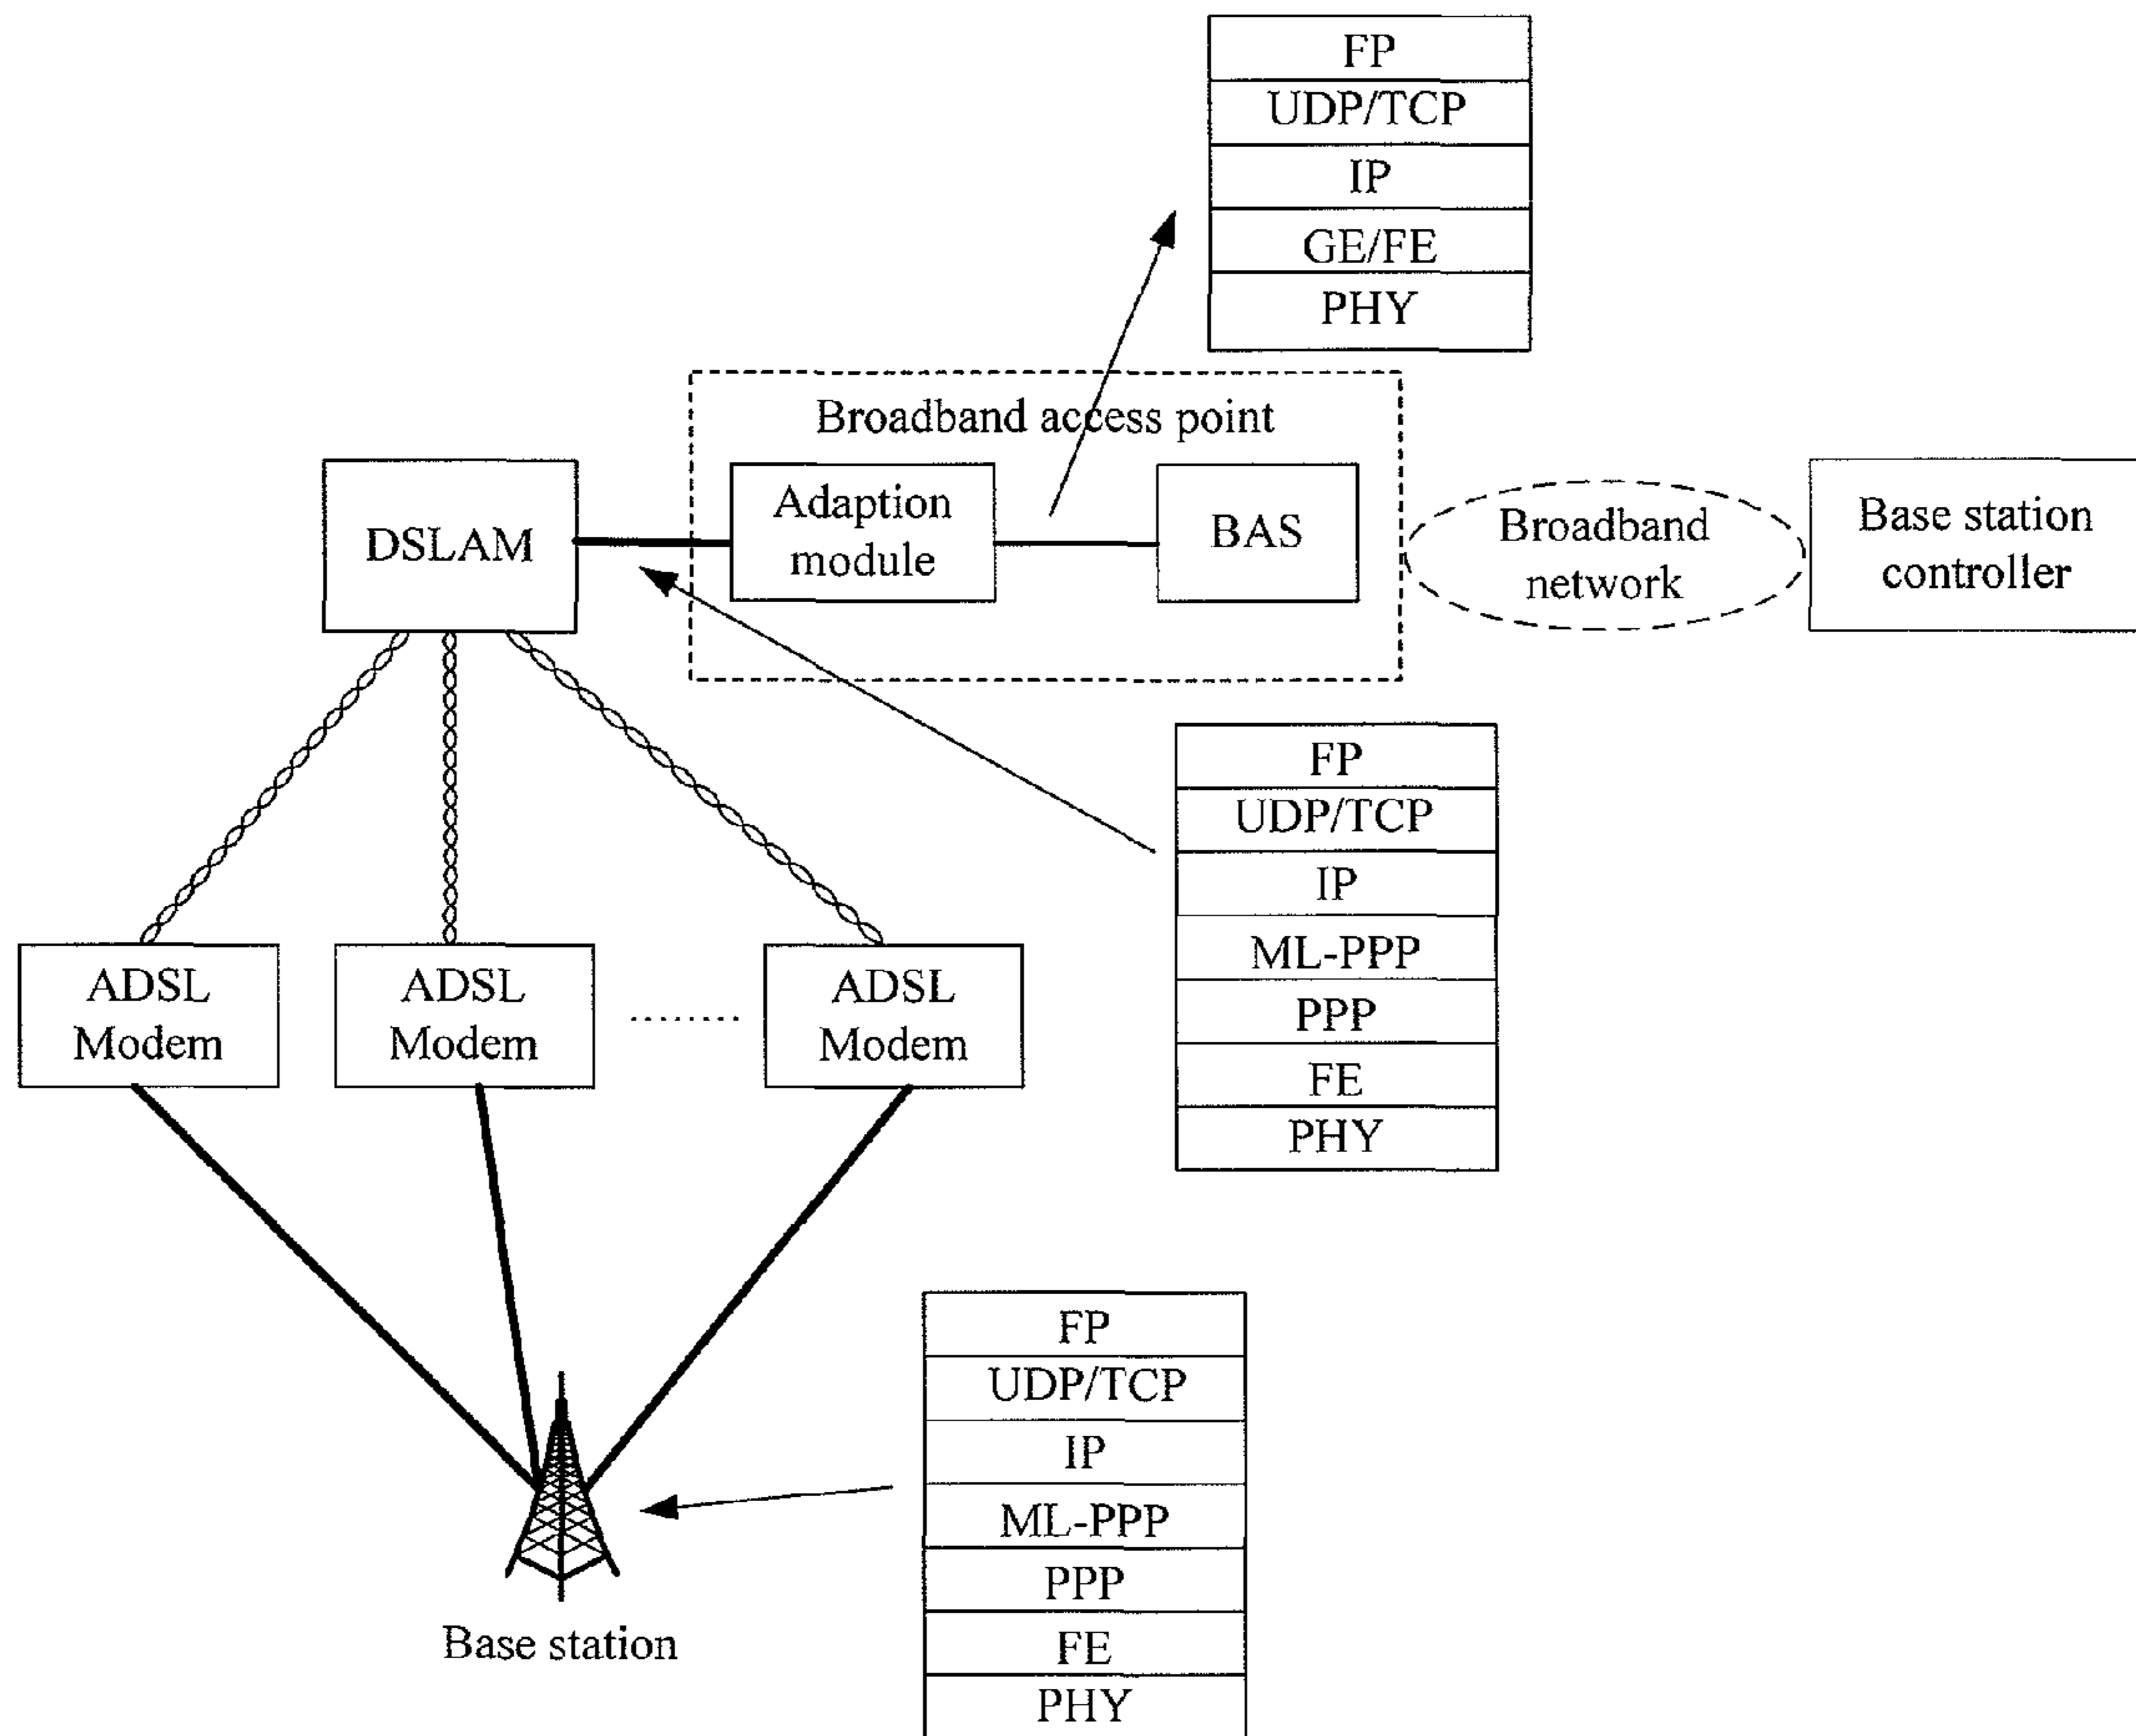 FP
UDP/TCP
IP
GE/FE
PHY
Broadband access point
DSLAM
Adaption
module
BAS
Broadband
network
Base station
controller
FP
UDP/TCP
IP
ML-PPP
PPP
FE
PHY
ADSL
Modem
ADSL
Modem
ADSL
Modem
FP
UDP/TCP
IP
ML-PPP
PPP
FE
PHY
Base station